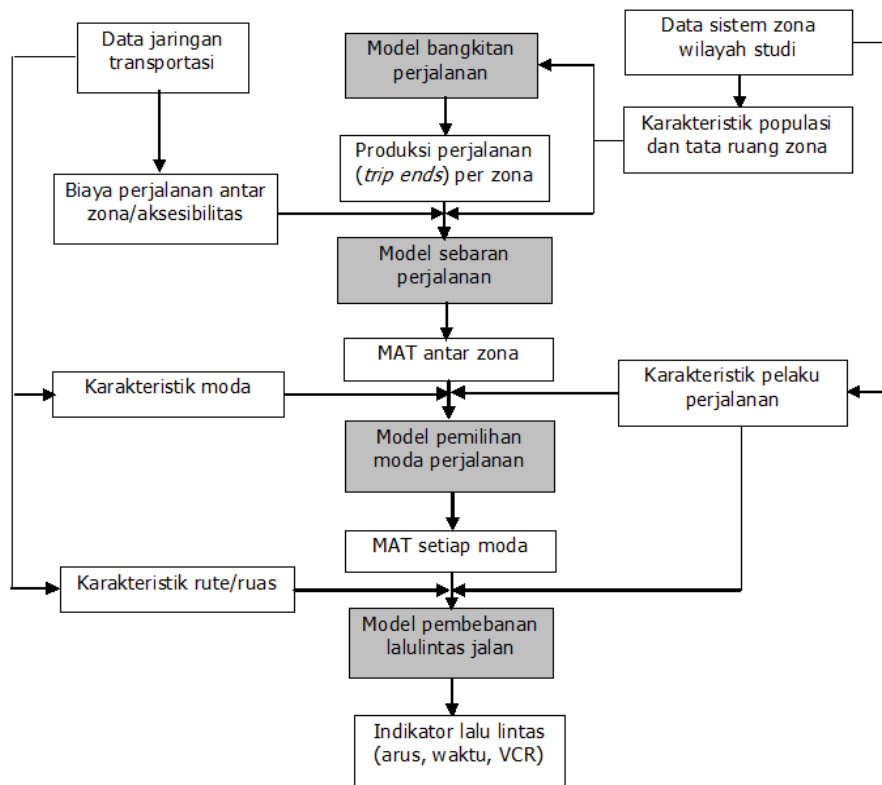 Data jaringan
transportasi
Model bangkitan
perjalanan
Data sistem zona
wilayah studi
Karakteristik populasi
dan tata ruang zona
Produksi perjalanan
(trip ends) per zona
Biaya perjalanan antar
zona/aksesibilitas
Model sebaran
perjalanan
MAT antar zona
Karakteristik moda
Karakteristik pelaku
perjalanan
Model pemilihan
moda perjalanan
MAT setiap moda
Karakteristik rute/ruas
Model pembebanan
lalulintas jalan
Indikator lalu lintas
(arus, waktu, VCR)